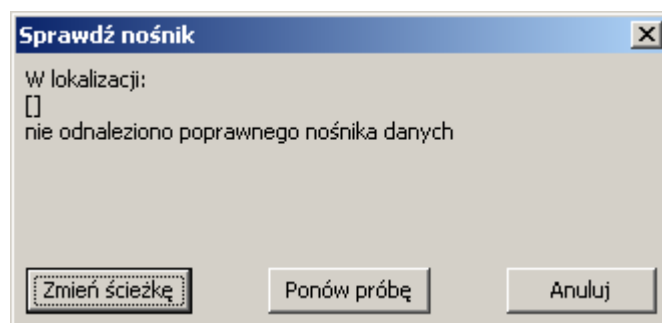 Sprawdź nośnik
W lokalizacji:
[]
nie odnaleziono poprawnego nośnika danych
Zmień ścieżkę
Ponów próbę
Anuluj